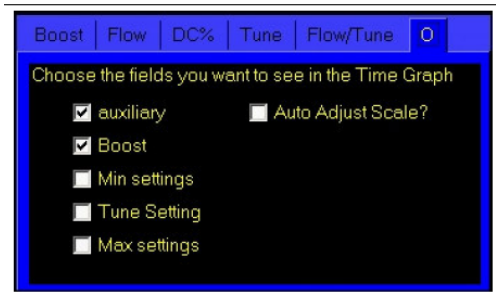 Boost Flow DC% Tune Flow/Tune O
Choose the fields you want to see in the Time Graph
auxiliary Auto Adjust Scale?
Boost
Min settings
Tune Setting
Max settings